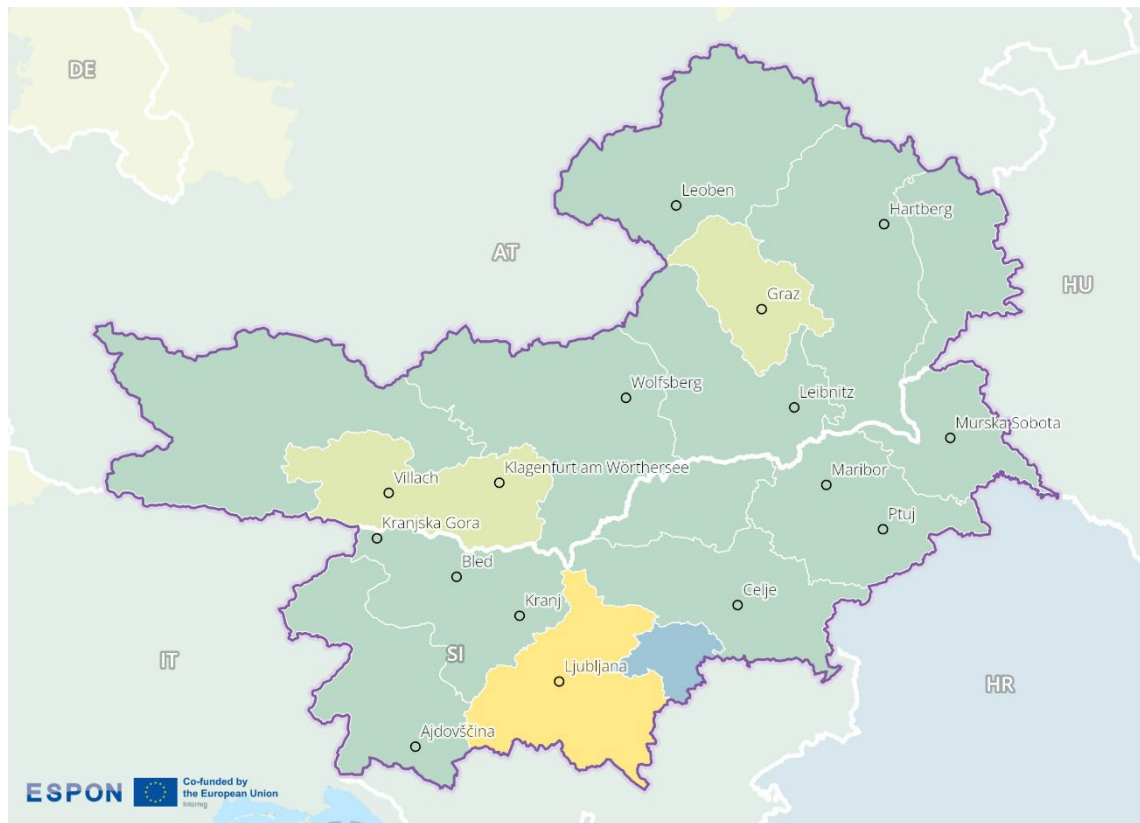 DE
Leoben
Hartberg
AT
Graz
HU
Wolfsberg
Leibnitz
Murska Sobota
Klagenfurt am Wörthersee
Villach
Maribor
Kranjska Gora
Ptuj
Bled
Celje
Kranj
SI
IT
Ljubljana
HR
Ajdovščina
ESPON
Co-funded by
the European Union
Interreg